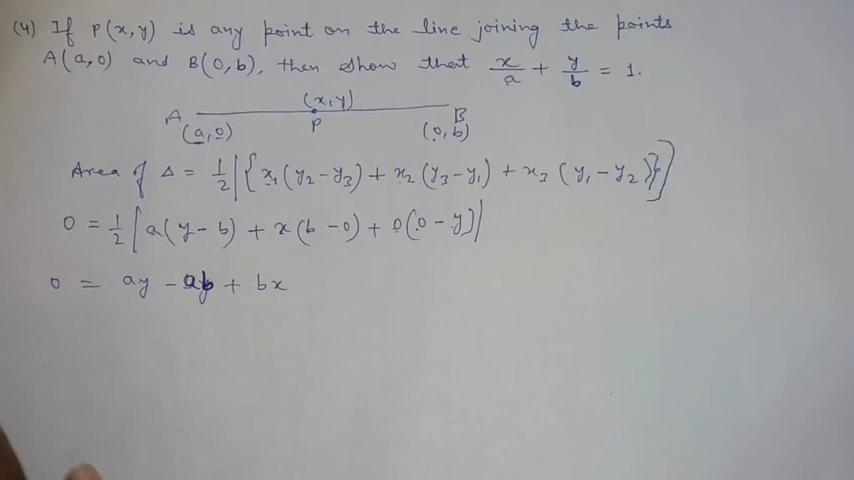 (4) If P(x,y) is any point on the line joining the points
A(a,0) and B(0,b), then show that x/a + y/b = 1.
(x,y)
A B
P
(a,0) (0,b)
Area of Δ = 1/2 |{x₁(y₂-y₃) + x₂(y₃-y₁) + x₃(y₁-y₂)}|
0 = 1/2 |a(y-b) + x(b-0) + 0(0-y)|
0 = ay - ab + bx